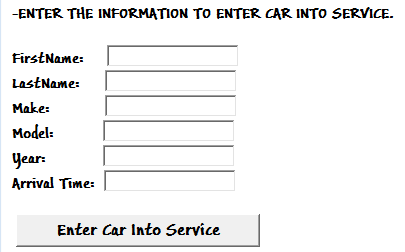 -ENTER THE INFORMATION TO ENTER CAR INTO SERVICE.
FirstName:
LastName:
Make:
Model:
Year:
Arrival Time:
Enter Car Into Service